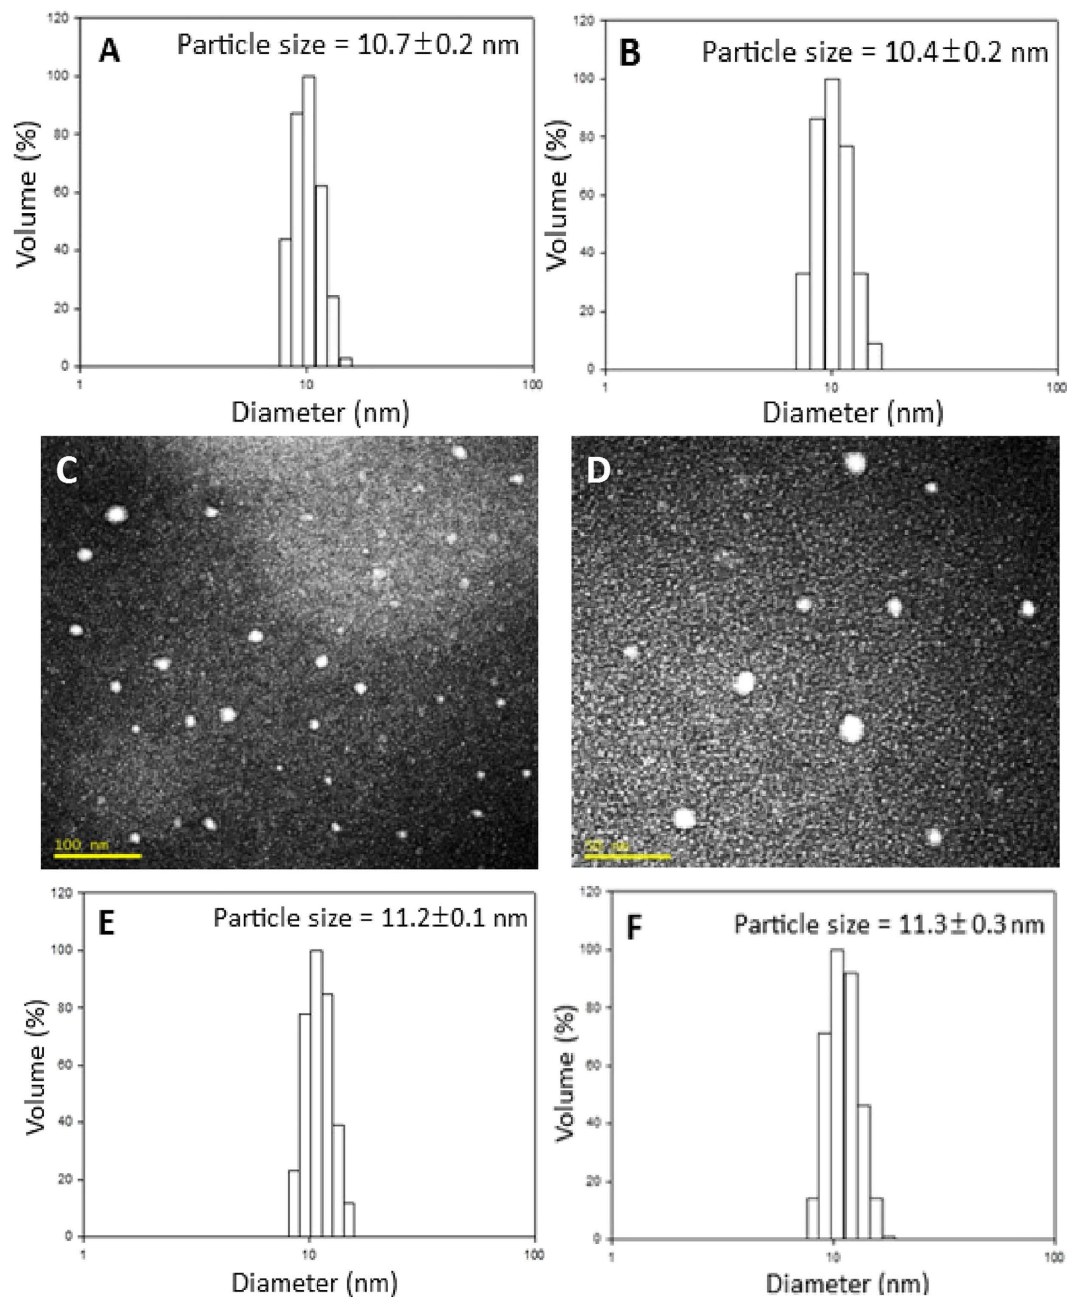 A
Particle size = 10.7±0.2 nm
120
100
80
60
40
20
0
Volume (%)
1
10
100
Diameter (nm)
B
Particle size = 10.4±0.2 nm
120
100
80
60
40
20
0
Volume (%)
1
10
100
Diameter (nm)
C
100 nm
D
50 nm
E
Particle size = 11.2±0.1 nm
120
100
80
60
40
20
0
Volume (%)
1
10
100
Diameter (nm)
F
Particle size = 11.3±0.3 nm
120
100
80
60
40
20
0
Volume (%)
1
10
100
Diameter (nm)